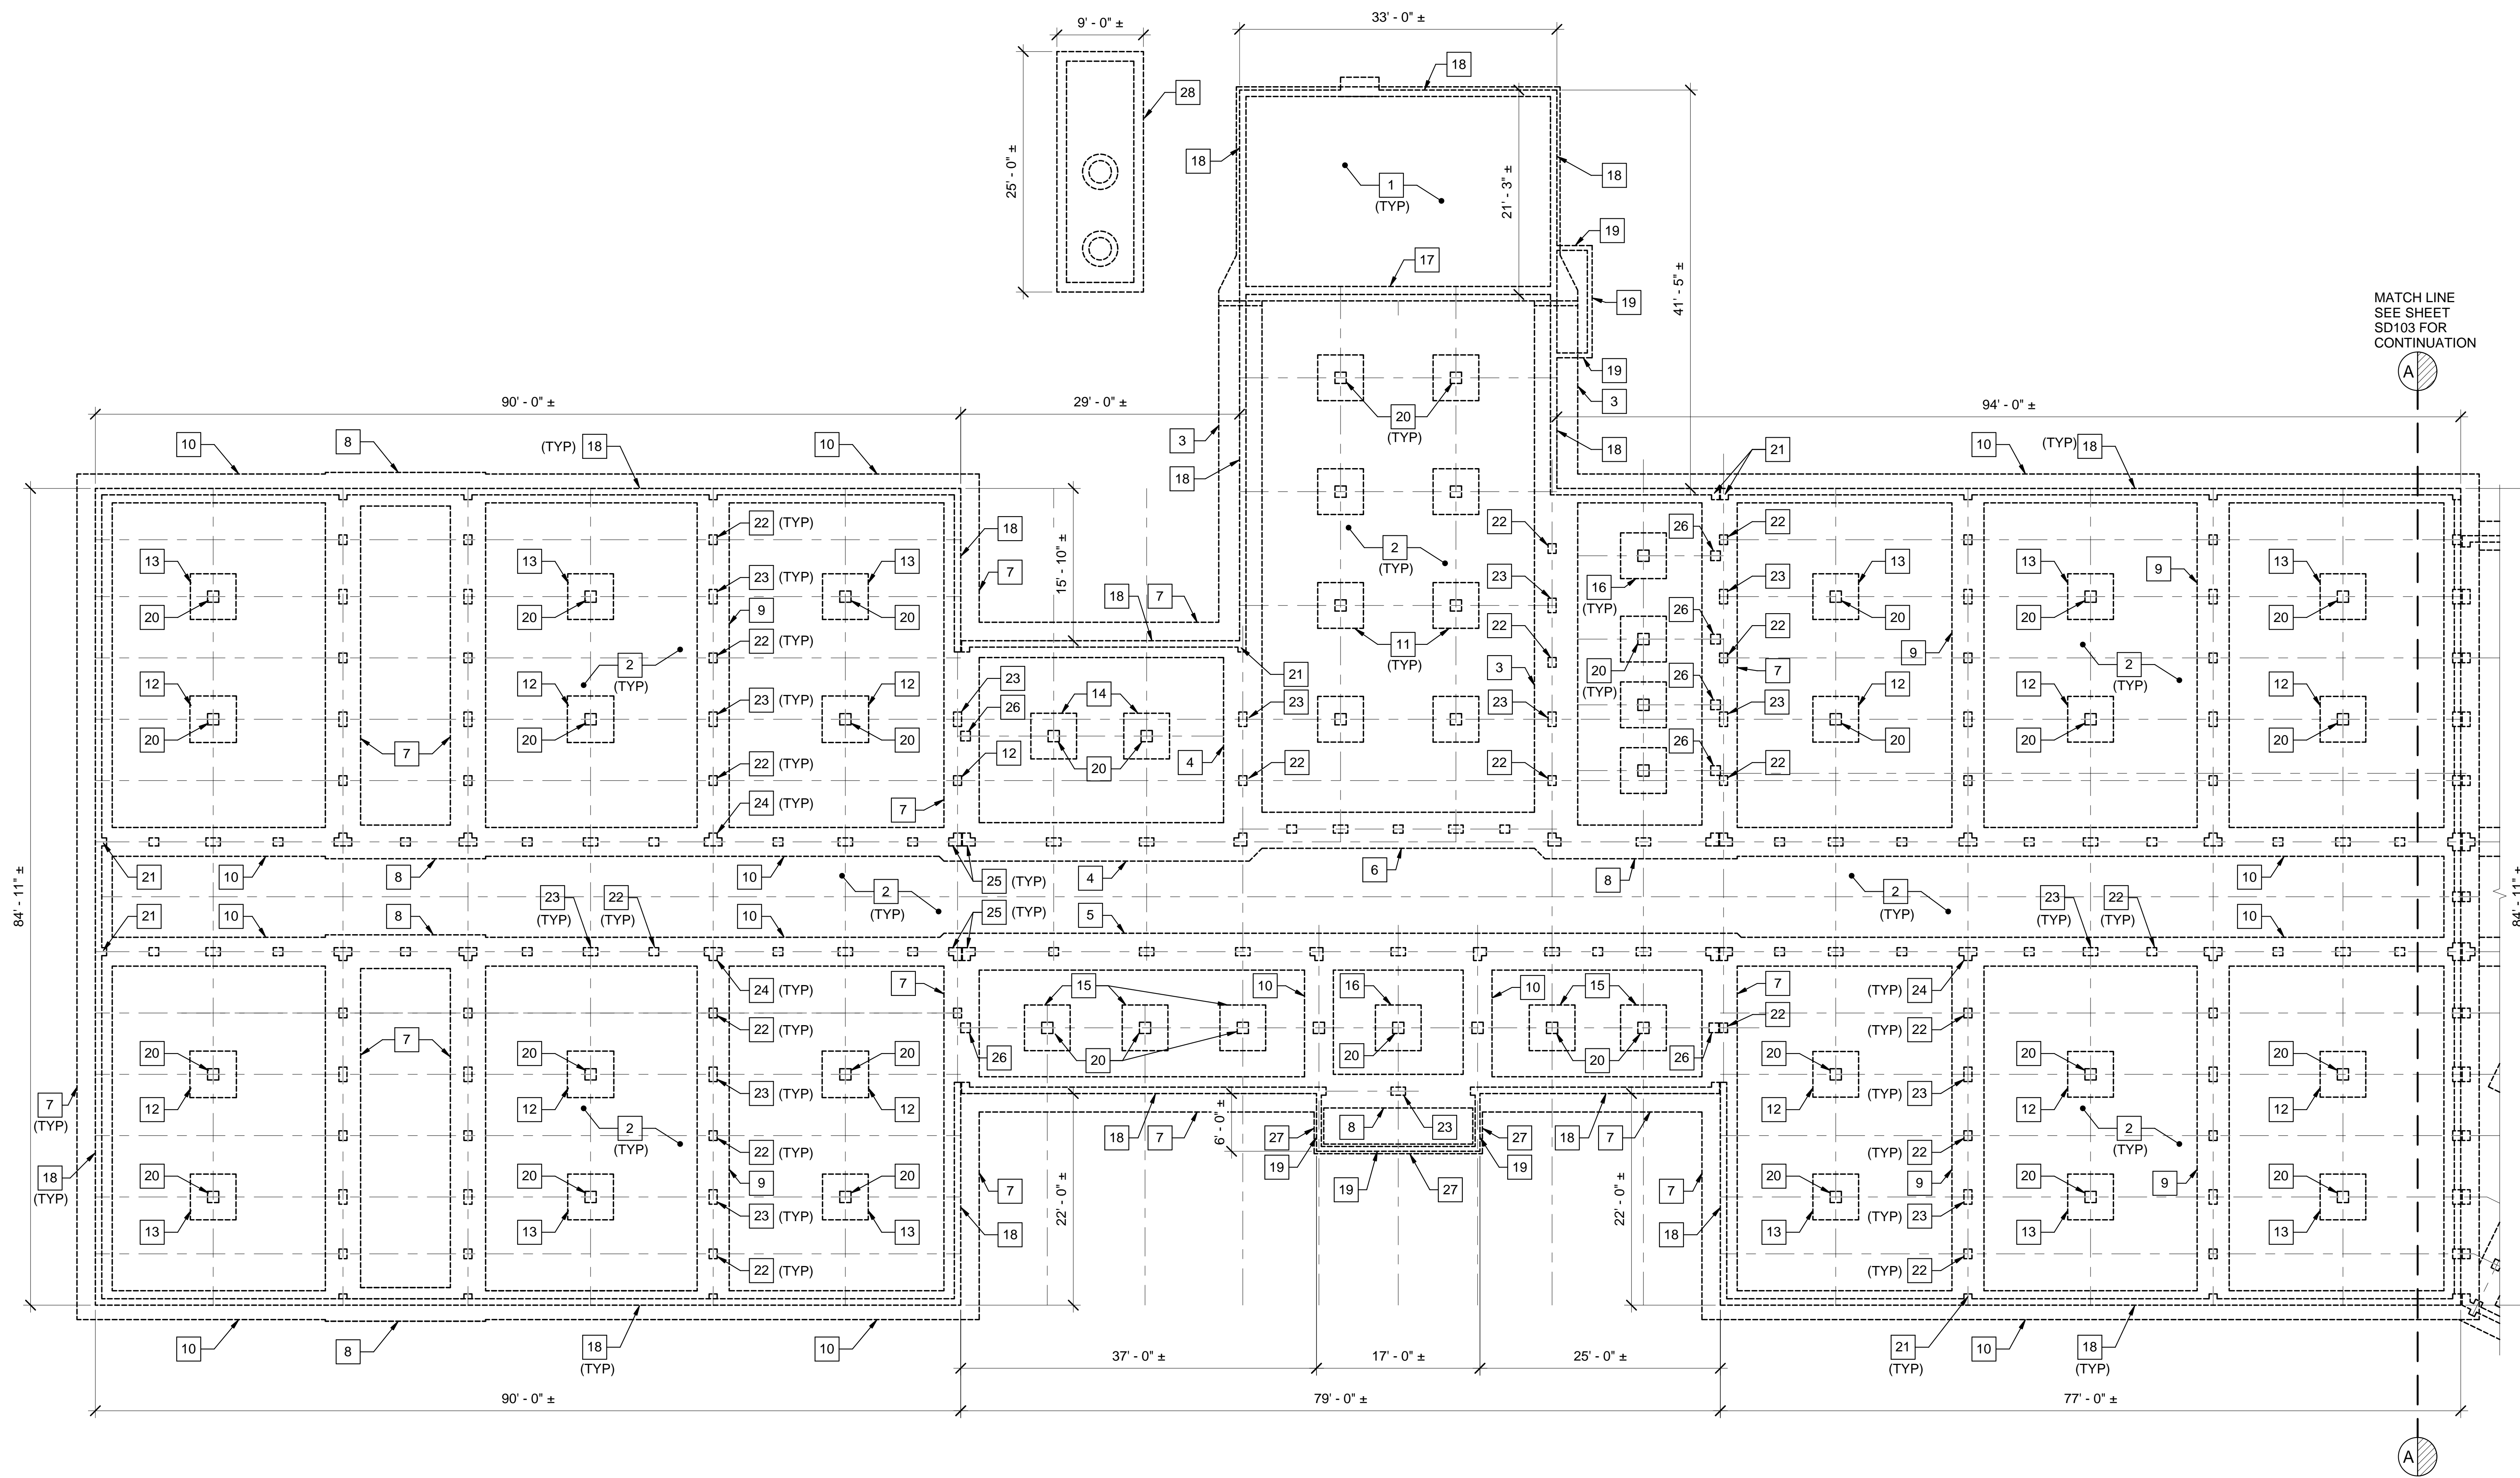 9' - 0" ±
33' - 0" ±
18
28
25' - 0" ±
18
1
(TYP)
21' - 3" ±
18
19
17
41' - 5" ±
19
MATCH LINE
SEE SHEET
SD103 FOR
CONTINUATION
A
19
3
90' - 0" ±
29' - 0" ±
94' - 0" ±
20
(TYP)
10
8
(TYP) 18
10
3
18
18
21
10
(TYP) 18
22 (TYP)
18
15' - 10" ±
22
26
22
13
13
13
7
2
(TYP)
13
13
9
13
23 (TYP)
23
16
(TYP)
23
20
20
9
20
18
7
26
20
20
20
22 (TYP)
22
22
11
(TYP)
2
(TYP)
21
3
20
(TYP)
26
7
9
2
(TYP)
12
12
12
14
12
12
12
23 (TYP)
23
23
23
26
23
26
20
20
20
12
4
20
26
20
20
20
22 (TYP)
22
22
22
24 (TYP)
7
6
21
10
8
10
25 (TYP)
4
8
10
2
(TYP)
2
(TYP)
84' - 11" ±
84' - 11" ±
21
10
8
23
(TYP)
22
(TYP)
10
25 (TYP)
5
23
(TYP)
22
(TYP)
10
24 (TYP)
7
15
10
16
10
15
7
(TYP) 24
22 (TYP)
22
(TYP) 22
7
20
20
20
26
20
20
20
26
20
20
20
23 (TYP)
(TYP) 23
7
(TYP)
12
12
12
12
12
12
2
(TYP)
6' - 0" ±
8
23
2
(TYP)
22 (TYP)
18
7
27
27
18
7
(TYP) 22
18
(TYP)
20
20
9
20
19
19
20
9
20
9
20
7
19
27
7
23 (TYP)
22' - 0" ±
22' - 0" ±
(TYP) 23
13
13
13
18
18
13
13
13
22 (TYP)
(TYP) 22
10
8
18
(TYP)
10
21
(TYP)
10
18
(TYP)
37' - 0" ±
17' - 0" ±
25' - 0" ±
90' - 0" ±
79' - 0" ±
77' - 0" ±
A